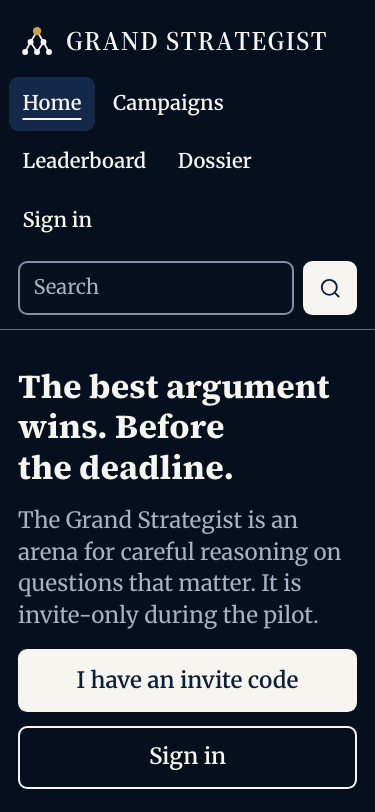 GRAND STRATEGIST
Home Campaigns
Leaderboard Dossier
Sign in
Search
The best argument
wins. Before
the deadline.
The Grand Strategist is an
arena for careful reasoning on
questions that matter. It is
invite-only during the pilot.
I have an invite code
Sign in